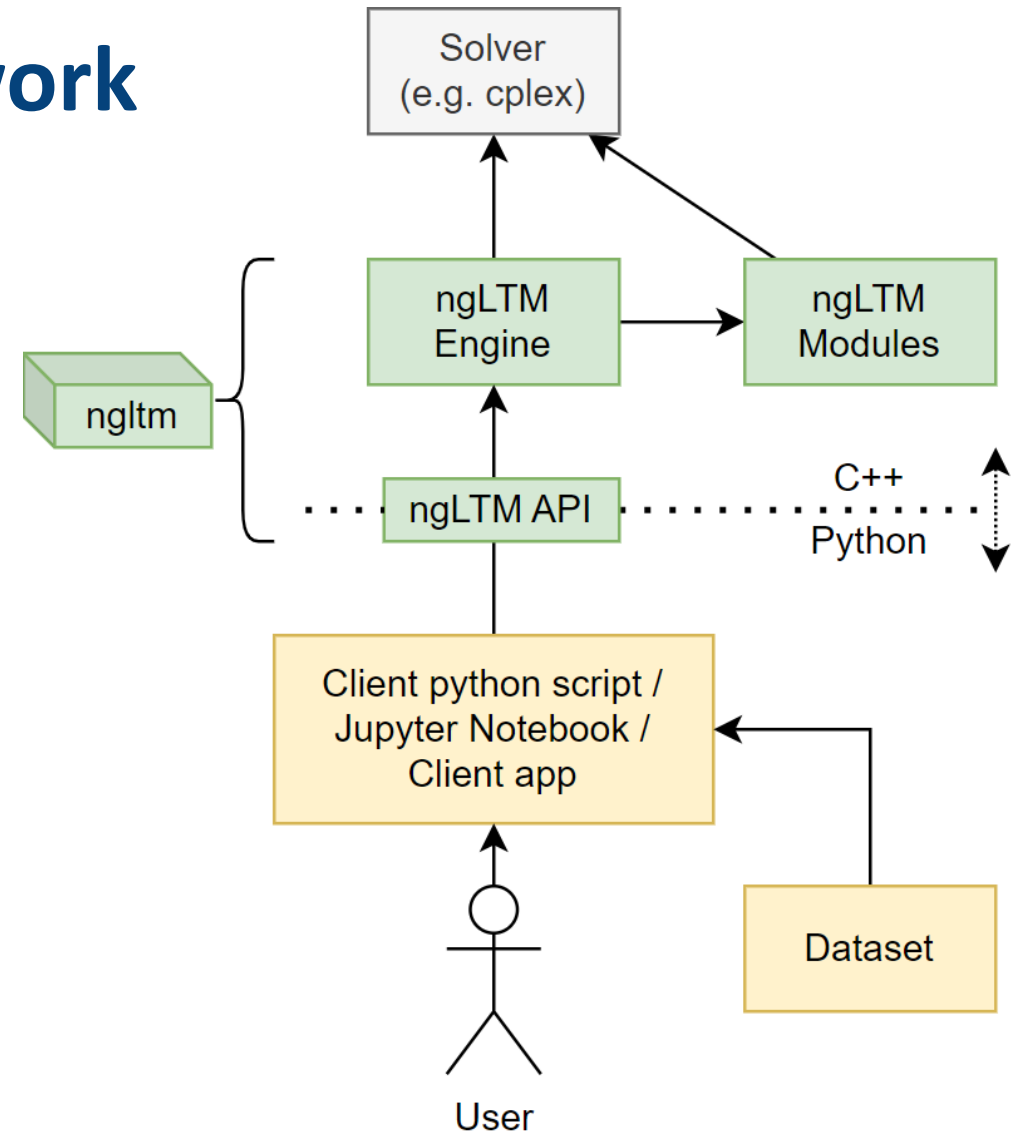 work
Solver
(e.g. cplex)
ngLTM
Engine
ngLTM
Modules
ngltm
C++
ngLTM API
Python
Client python script /
Jupyter Notebook /
Client app
Dataset
User